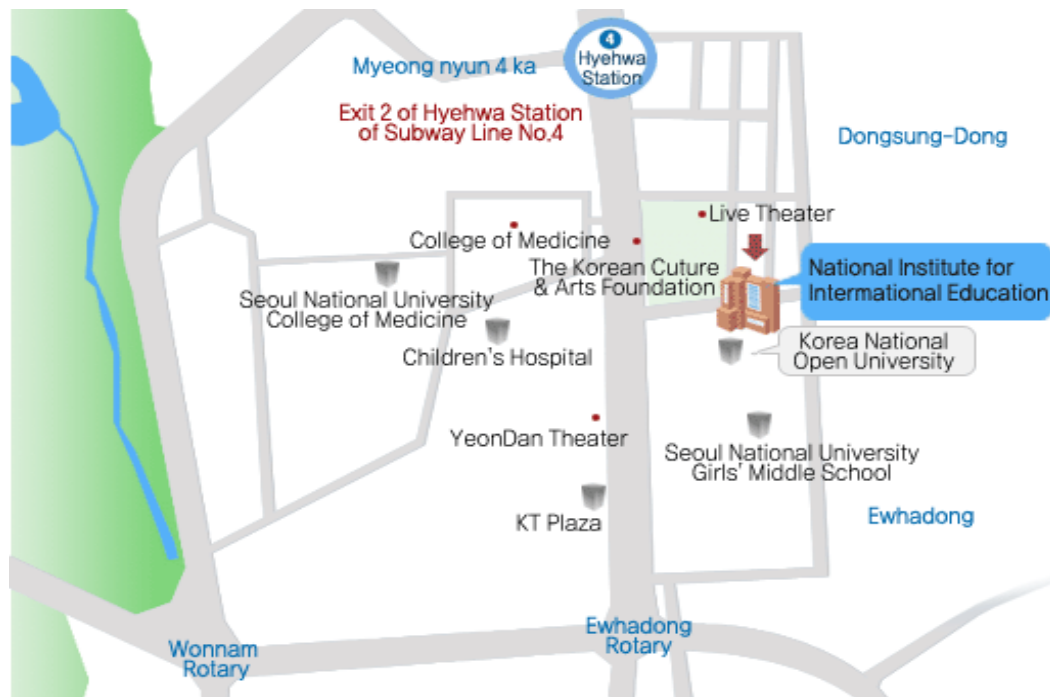 4
Hyehwa
Station
Myeong nyun 4 ka
Exit 2 of Hyehwa Station
of Subway Line No.4
Dongsung-Dong
Live Theater
College of Medicine
The Korean Cuture
& Arts Foundation
National Institute for
Intermational Education
Seoul National University
College of Medicine
Children's Hospital
Korea National
Open University
YeonDan Theater
Seoul National University
Girls' Middle School
KT Plaza
Ewhadong
Wonnam
Rotary
Ewhadong
Rotary